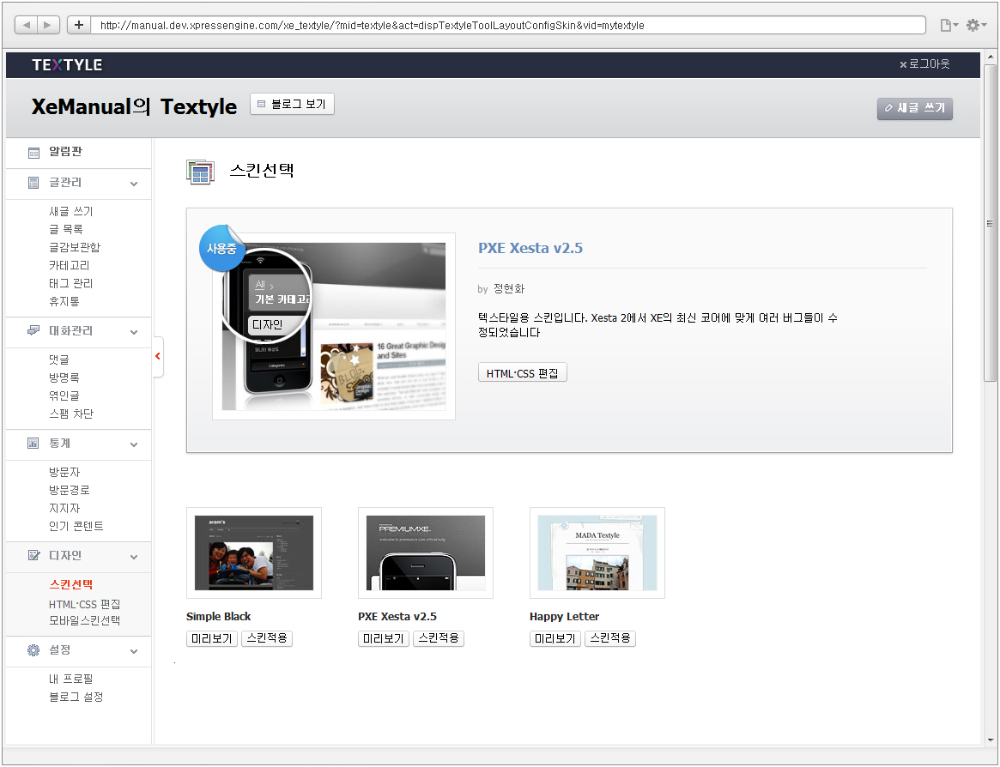 http://manual.dev.xpressengine.com/xe_textyle/?mid=textyle&act=dispTextyleToolLayoutConfigSkin&vid=mytextyle
TEXTYLE
로그아웃
XeManual의 Textyle
블로그 보기
새글 쓰기
알림판
글관리
새글 쓰기
글 목록
글감보관함
카테고리
태그 관리
휴지통
대화관리
댓글
방명록
엮인글
스팸 차단
통계
방문자
방문경로
지지자
인기 콘텐트
디자인
스킨선택
HTML·CSS 편집
모바일스킨선택
설정
내 프로필
블로그 설정
스킨선택
사용중
All >
기본 카테고리
디자인
Categories
16 Great Graphic Desig
and Sites
BLOG
PXE Xesta v2.5
by 정현화
텍스타일용 스킨입니다. Xesta 2에서 XE의 최신 코어에 맞게 여러 버그들이 수
정되었습니다
HTML·CSS 편집
aram's
PREMIUMXE.
welcome to premiumxe.com official blog
MADA Textyle
Simple Black
미리보기 스킨적용
PXE Xesta v2.5
미리보기 스킨적용
Happy Letter
미리보기 스킨적용